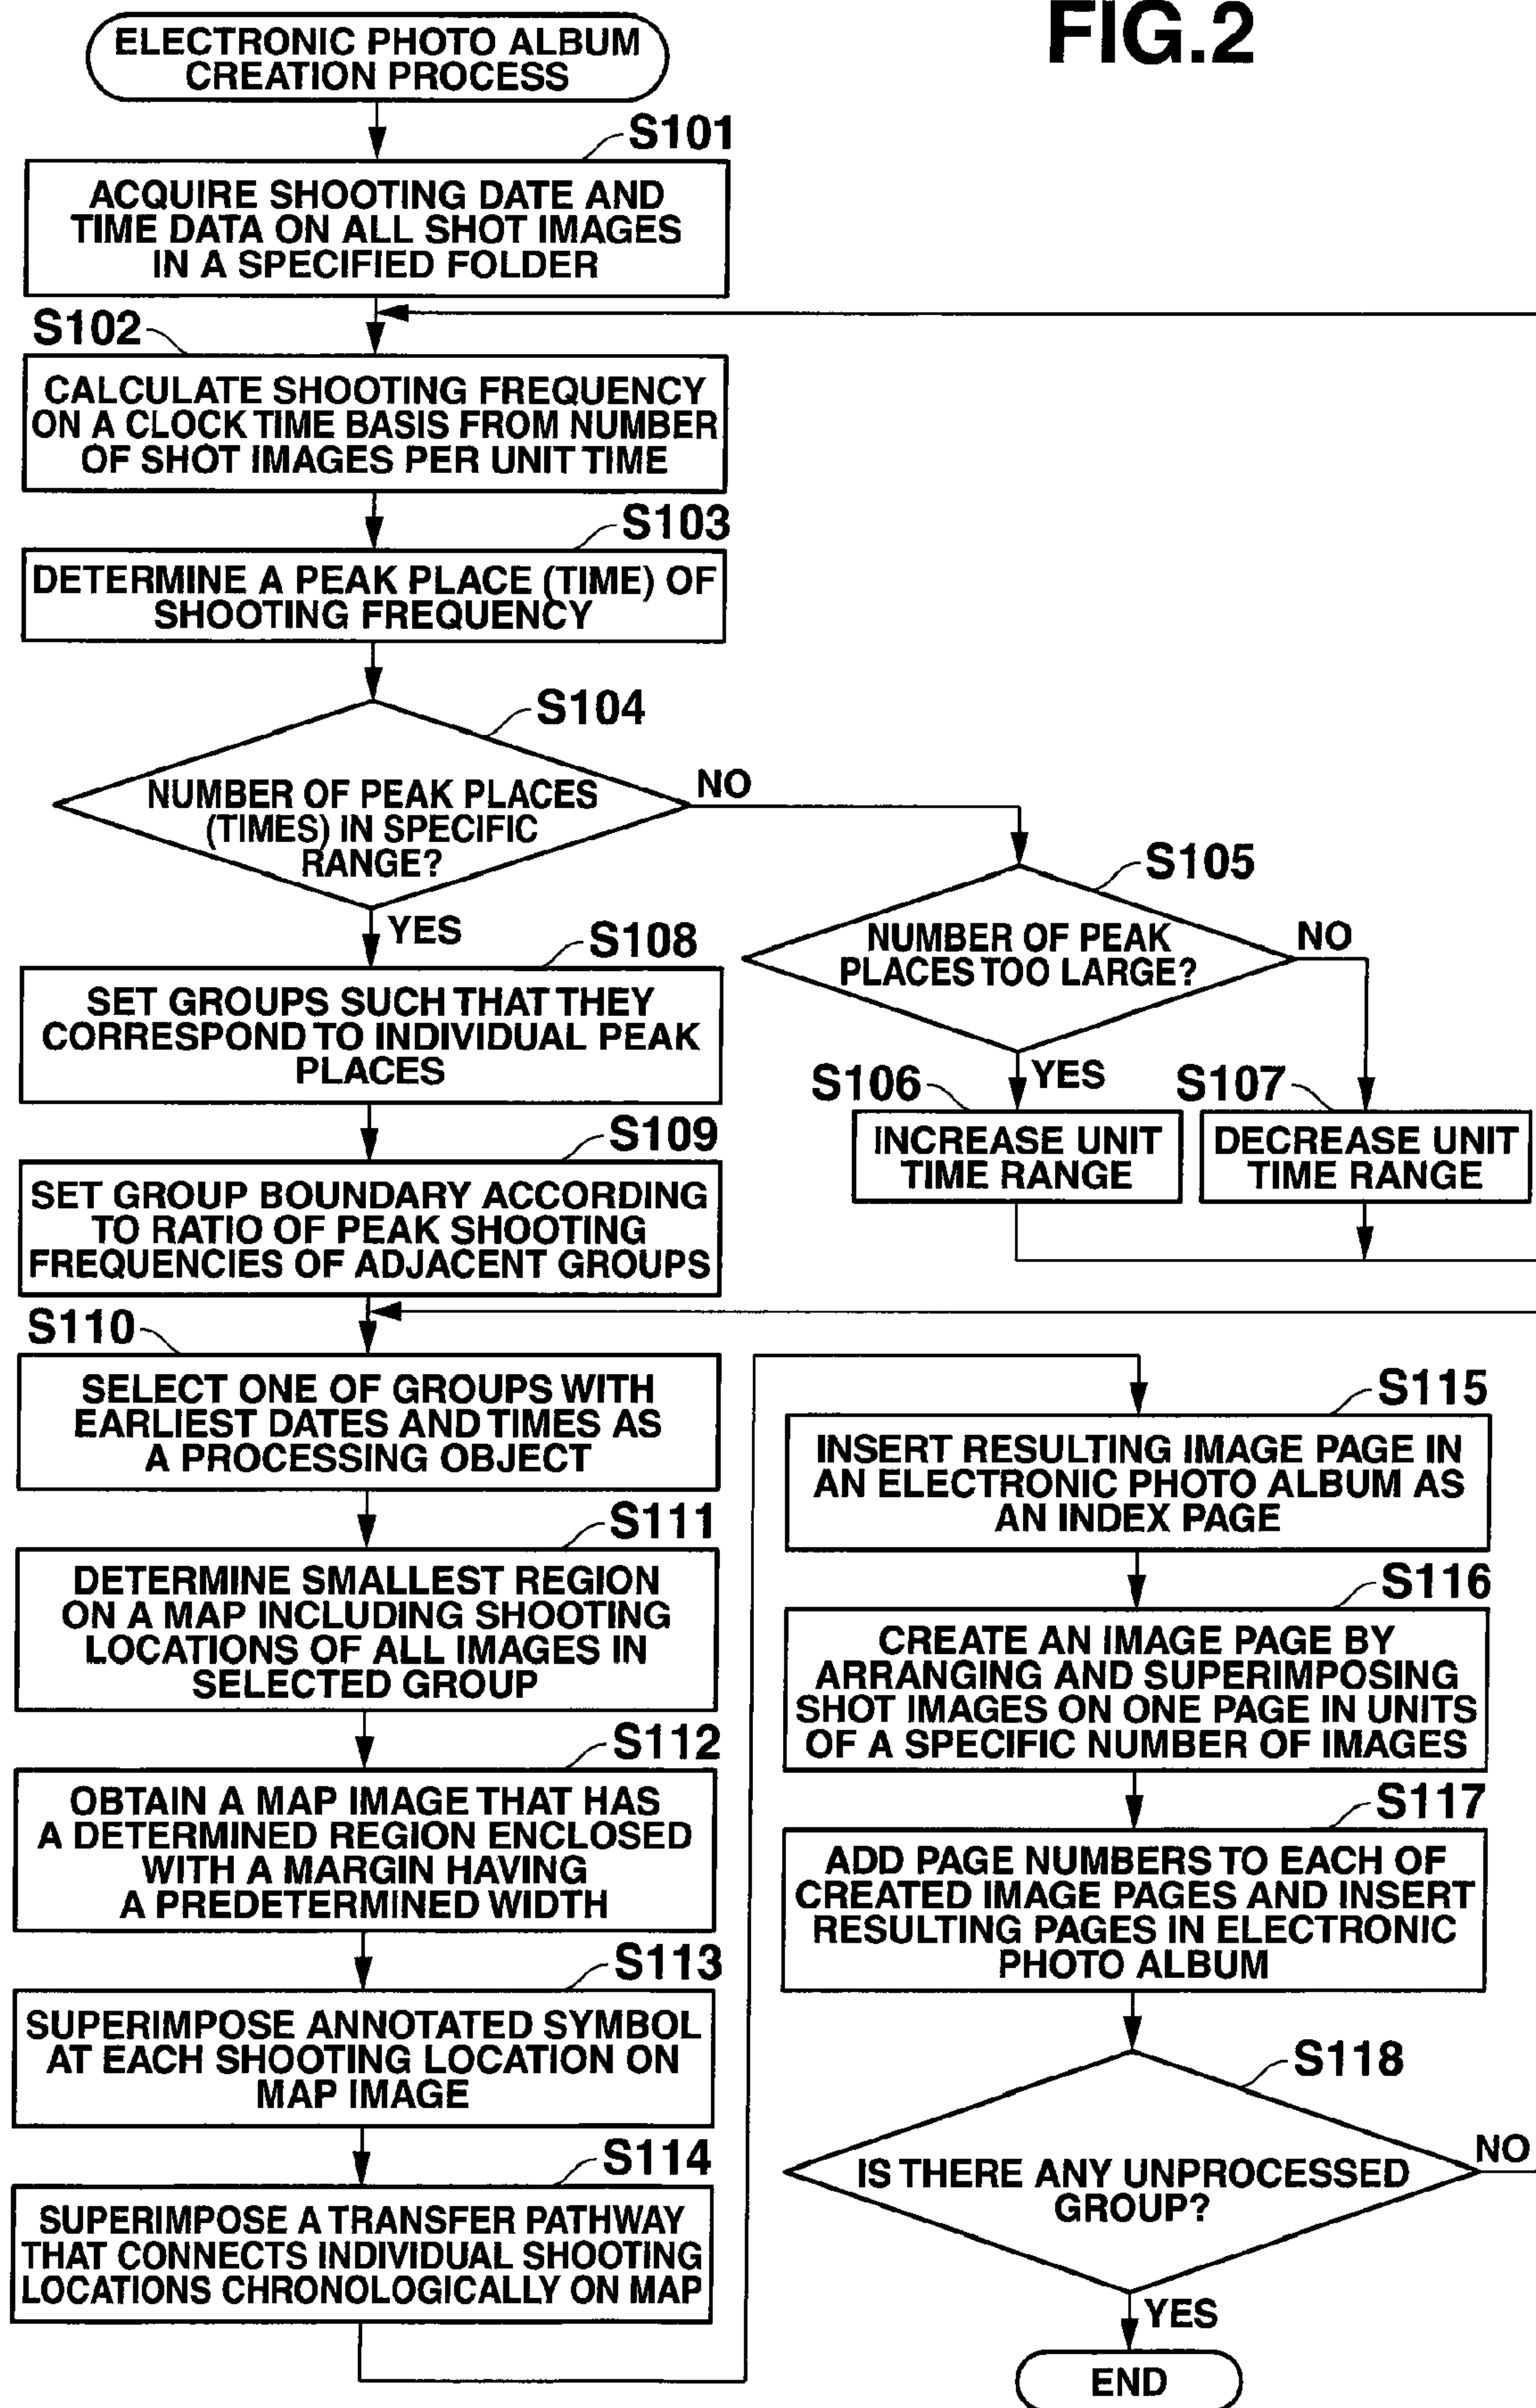 FIG.2
ELECTRONIC PHOTO ALBUM
CREATION PROCESS
S101
ACQUIRE SHOOTING DATE AND
TIME DATA ON ALL SHOT IMAGES
IN A SPECIFIED FOLDER
S102
CALCULATE SHOOTING FREQUENCY
ON A CLOCK TIME BASIS FROM NUMBER
OF SHOT IMAGES PER UNIT TIME
S103
DETERMINE A PEAK PLACE (TIME) OF
SHOOTING FREQUENCY
S104
NUMBER OF PEAK PLACES
(TIMES) IN SPECIFIC
RANGE?
NO
YES
S105
NUMBER OF PEAK
PLACES TOO LARGE?
NO
YES
S106
INCREASE UNIT
TIME RANGE
S107
DECREASE UNIT
TIME RANGE
S108
SET GROUPS SUCH THAT THEY
CORRESPOND TO INDIVIDUAL PEAK
PLACES
S109
SET GROUP BOUNDARY ACCORDING
TO RATIO OF PEAK SHOOTING
FREQUENCIES OF ADJACENT GROUPS
S110
SELECT ONE OF GROUPS WITH
EARLIEST DATES AND TIMES AS
A PROCESSING OBJECT
S111
DETERMINE SMALLEST REGION
ON A MAP INCLUDING SHOOTING
LOCATIONS OF ALL IMAGES IN
SELECTED GROUP
S112
OBTAIN A MAP IMAGE THAT HAS
A DETERMINED REGION ENCLOSED
WITH A MARGIN HAVING
A PREDETERMINED WIDTH
S113
SUPERIMPOSE ANNOTATED SYMBOL
AT EACH SHOOTING LOCATION ON
MAP IMAGE
S114
SUPERIMPOSE A TRANSFER PATHWAY
THAT CONNECTS INDIVIDUAL SHOOTING
LOCATIONS CHRONOLOGICALLY ON MAP
S115
INSERT RESULTING IMAGE PAGE IN
AN ELECTRONIC PHOTO ALBUM AS
AN INDEX PAGE
S116
CREATE AN IMAGE PAGE BY
ARRANGING AND SUPERIMPOSING
SHOT IMAGES ON ONE PAGE IN UNITS
OF A SPECIFIC NUMBER OF IMAGES
S117
ADD PAGE NUMBERS TO EACH OF
CREATED IMAGE PAGES AND INSERT
RESULTING PAGES IN ELECTRONIC
PHOTO ALBUM
S118
IS THERE ANY UNPROCESSED
GROUP?
NO
YES
END